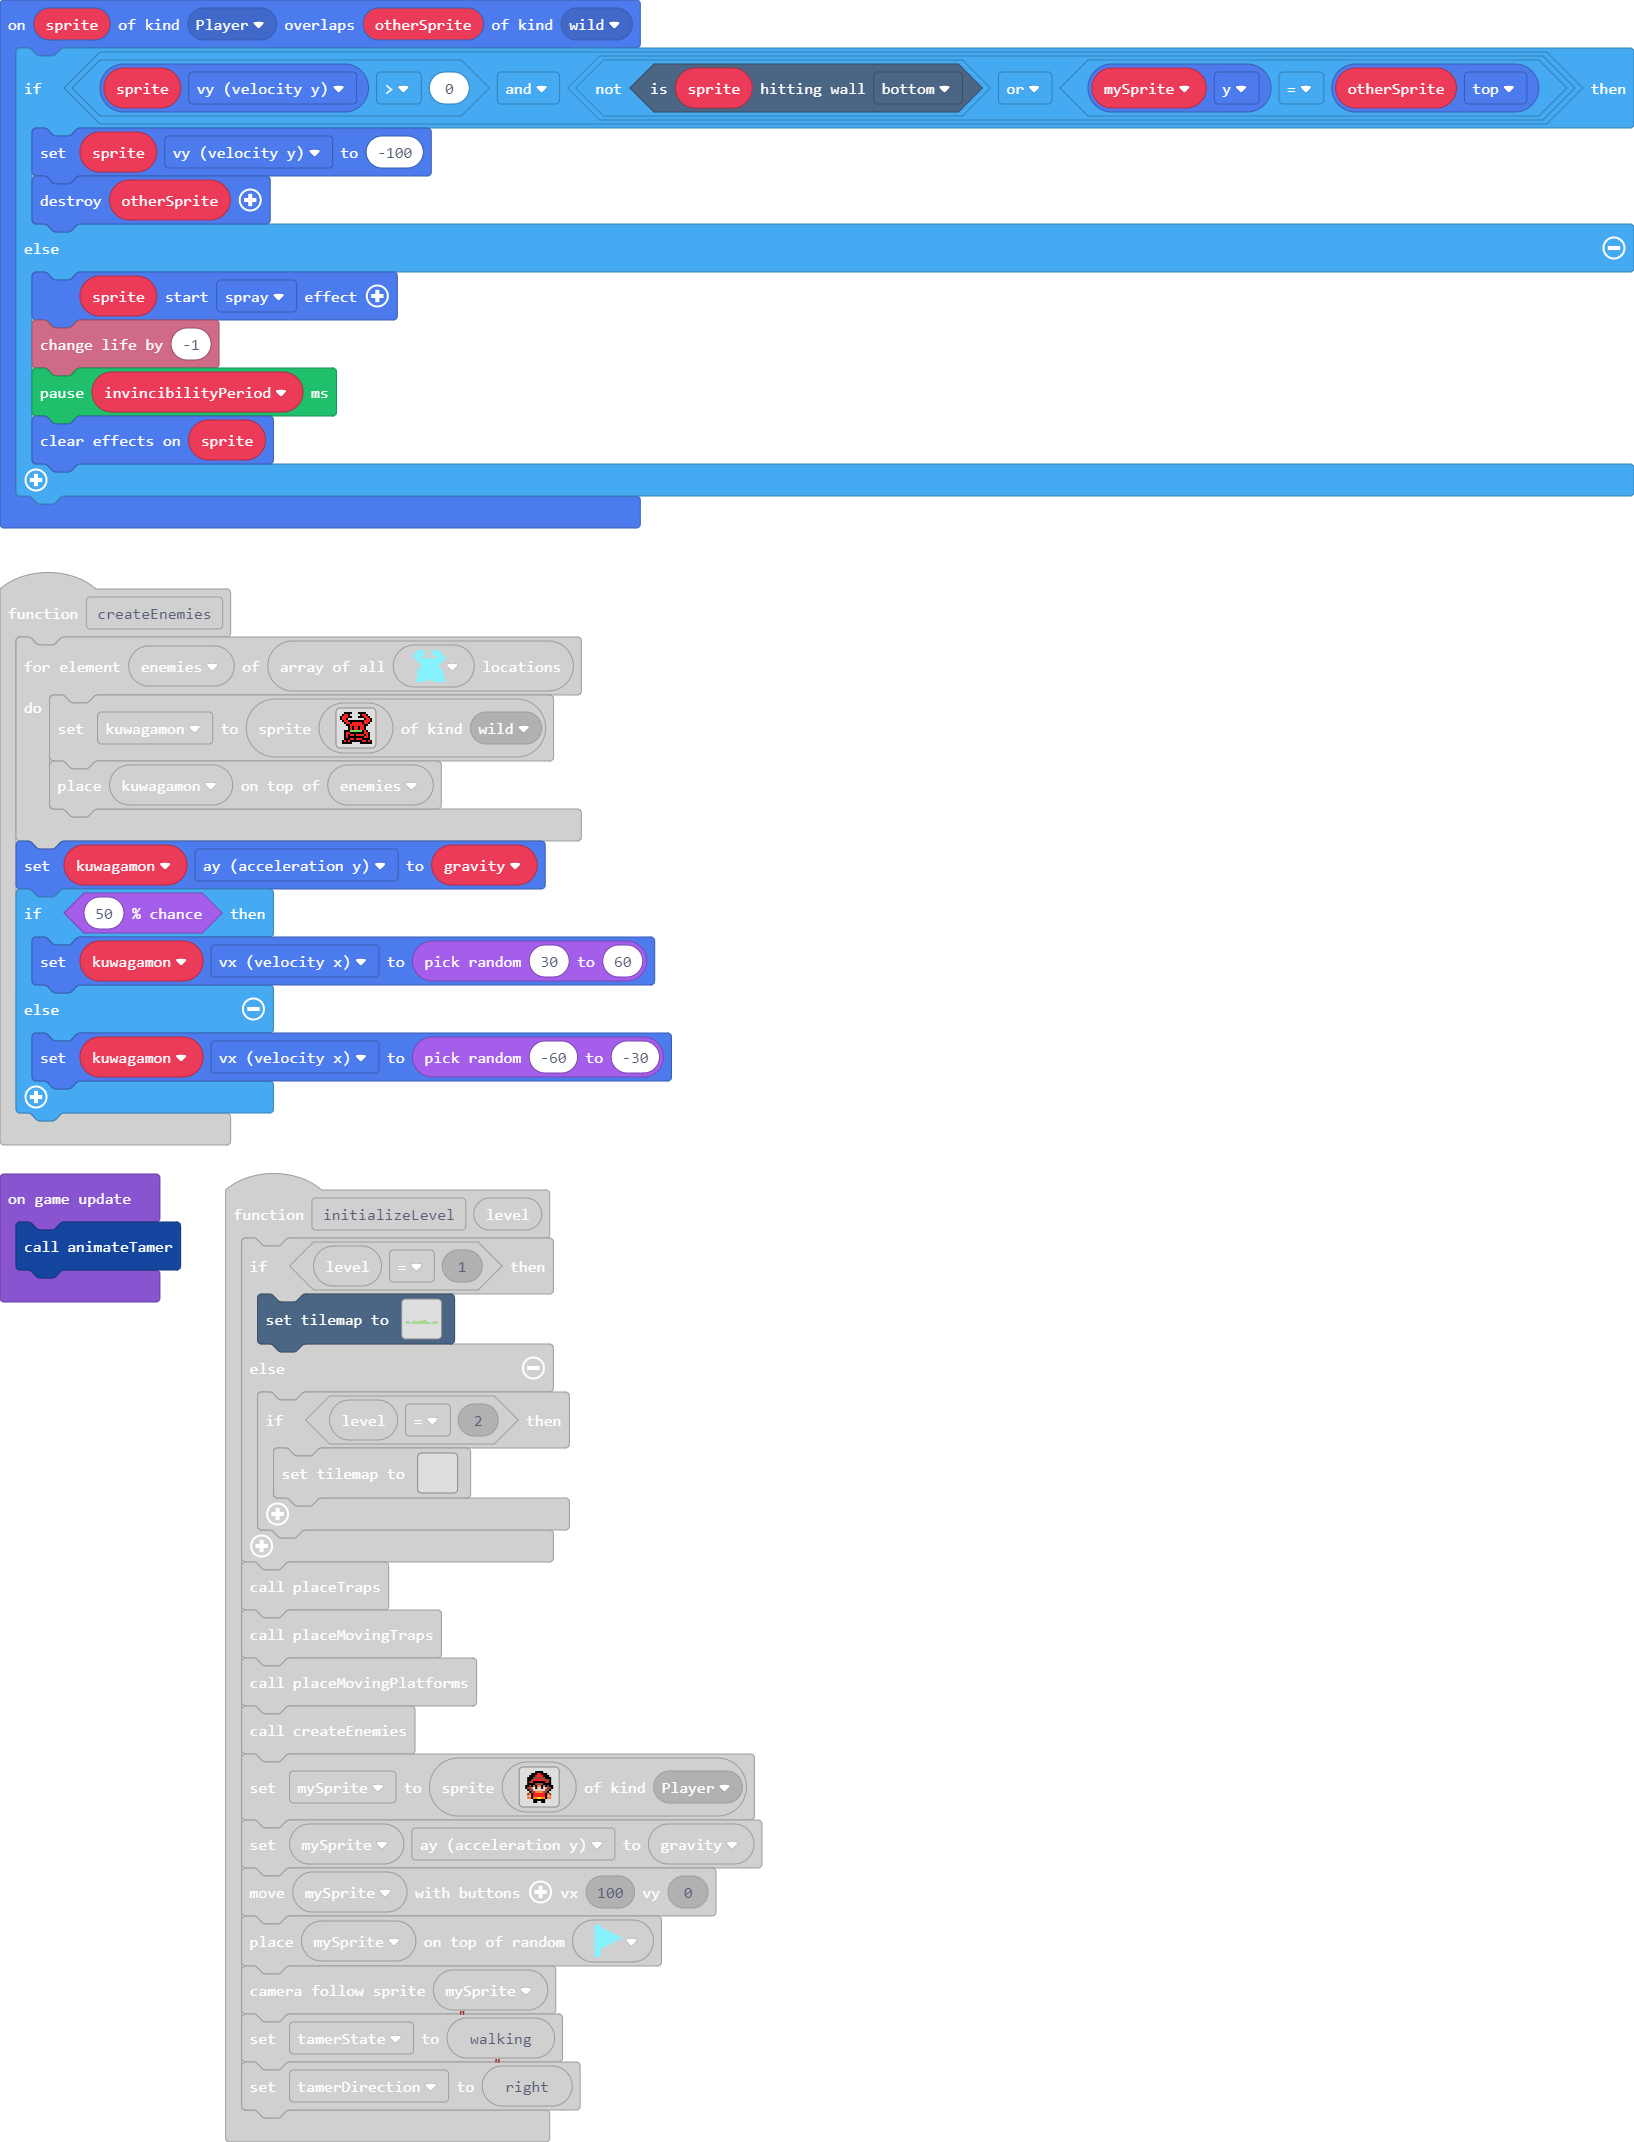 on sprite of kind Player overlaps otherSprite of kind wild
if sprite vy (velocity y) > 0 and not is sprite hitting wall bottom or mySprite y = otherSprite top then
set sprite vy (velocity y) to -100
destroy otherSprite
else
sprite start spray effect
change life by -1
pause invincibilityPeriod ms
clear effects on sprite
function createEnemies
for element enemies of array of all locations
do
set kuwagamon to sprite of kind wild
place kuwagamon on top of enemies
set kuwagamon ay (acceleration y) to gravity
if 50 % chance then
set kuwagamon vx (velocity x) to pick random 30 to 60
else
set kuwagamon vx (velocity x) to pick random -60 to -30
on game update
call animateTamer
function initializeLevel level
if level = 1 then
set tilemap to
else
if level = 2 then
set tilemap to
call placeTraps
call placeMovingTraps
call placeMovingPlatforms
call createEnemies
set mySprite to sprite of kind Player
set mySprite ay (acceleration y) to gravity
move mySprite with buttons vx 100 vy 0
place mySprite on top of random
camera follow sprite mySprite
set tamerState to "walking
set tamerDirection to "right